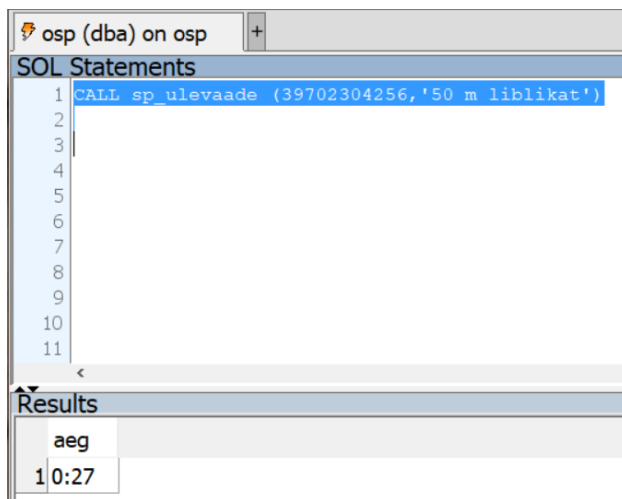 osp (dba) on osp +
SQL Statements
1 CALL sp_ulevaade (39702304256,'50 m liblikat')
2
3
4
5
6
7
8
9
10
11
Results
aeg
1 0:27